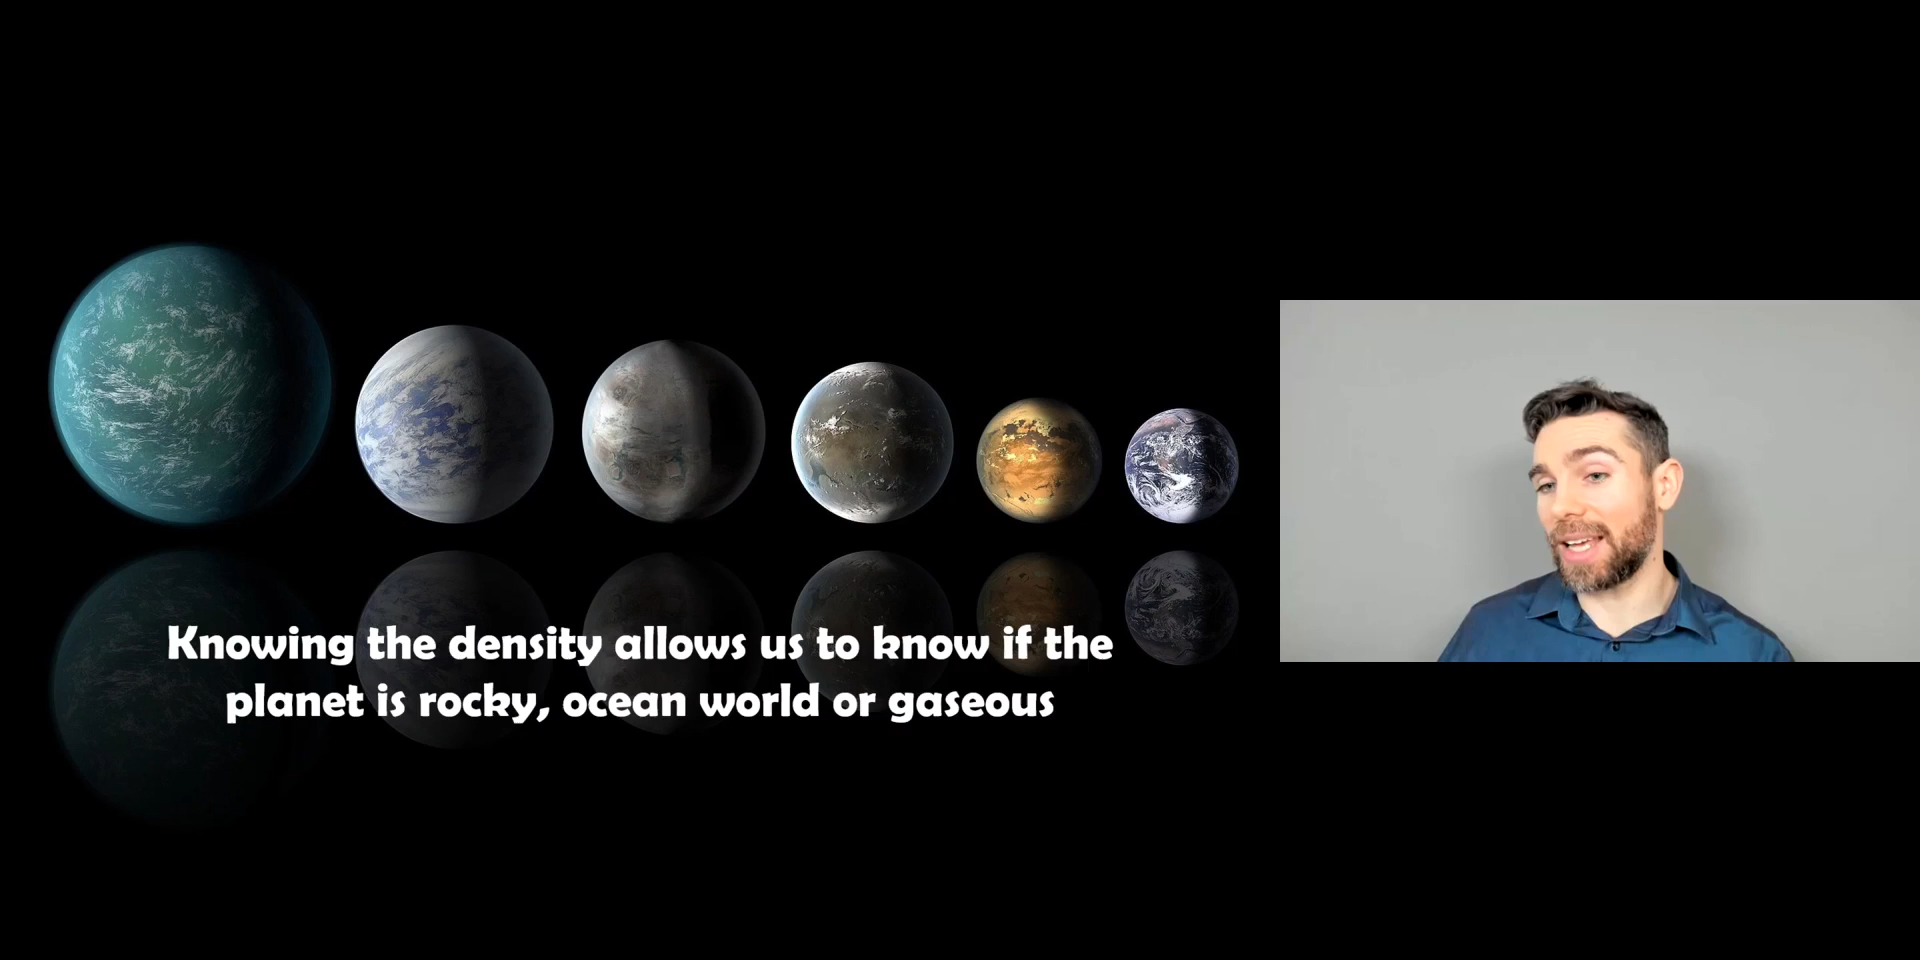 Knowing the density allows us to know if the
planet is rocky, ocean world or gaseous